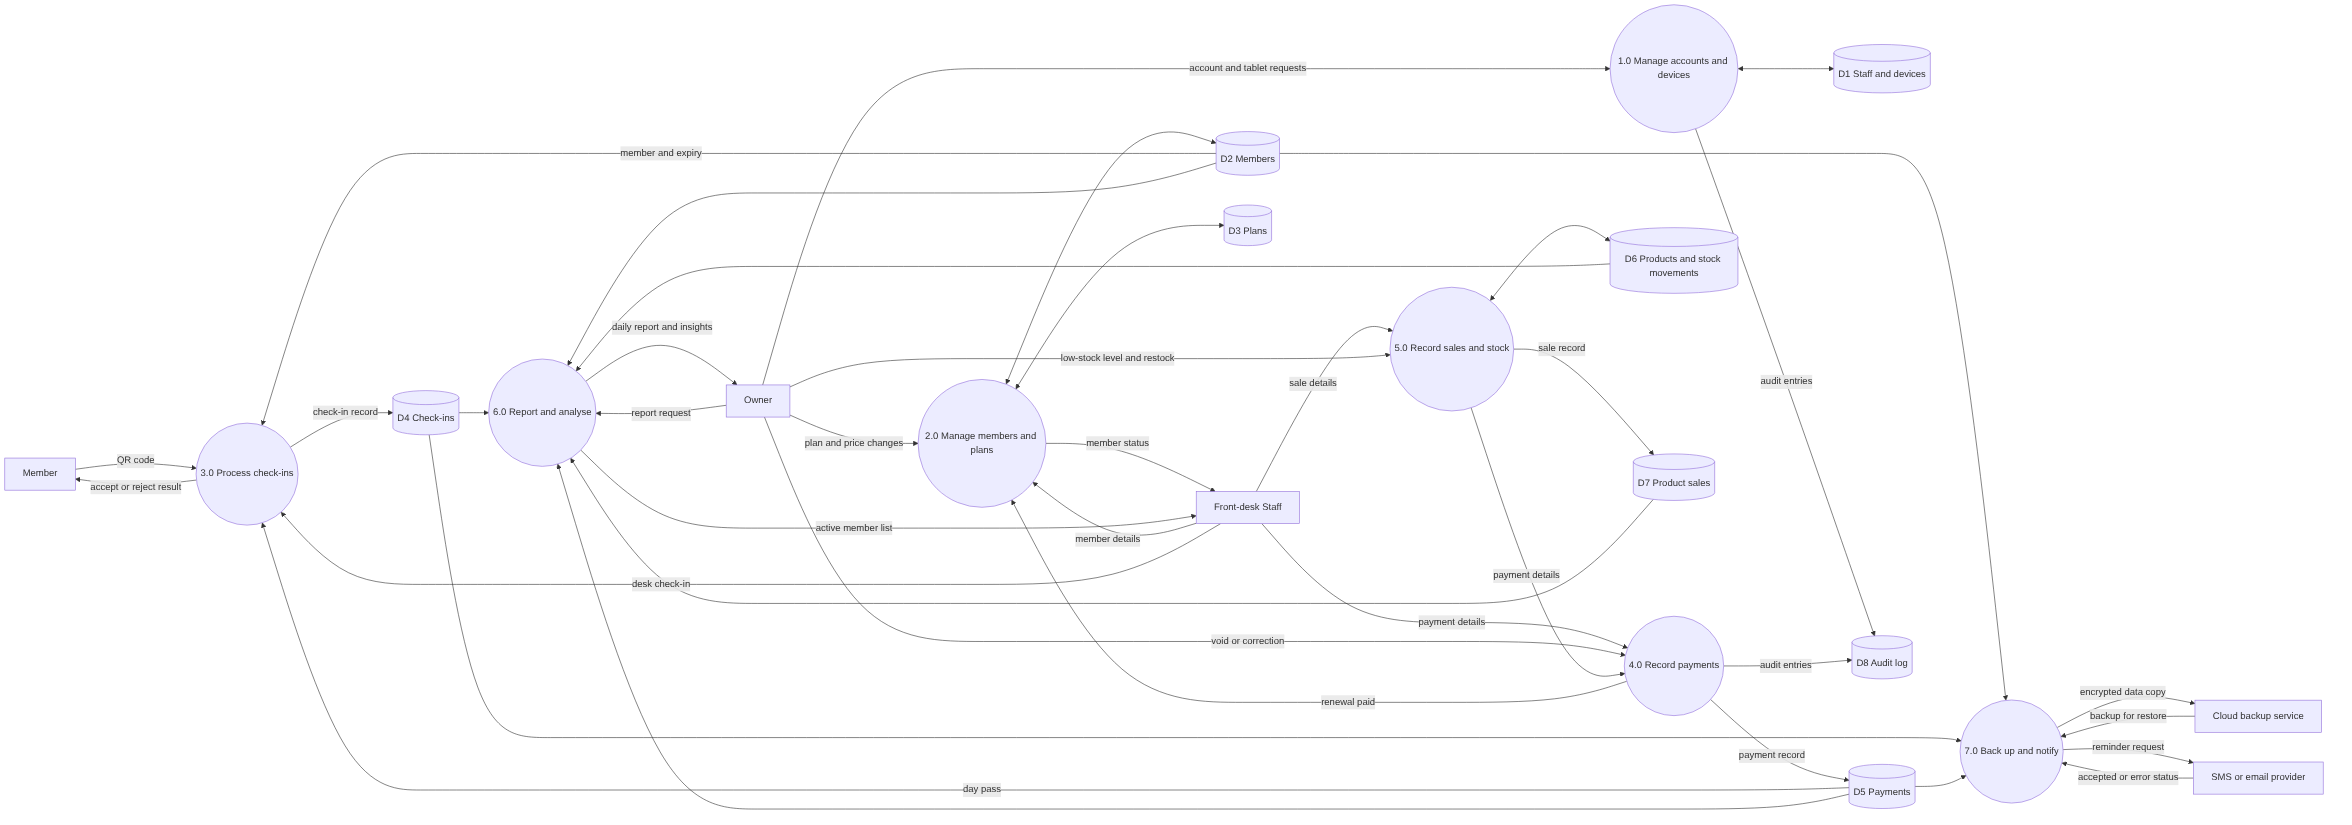 account and tablet requests
1.0 Manage accounts and
devices
D1 Staff and devices
member and expiry
D2 Members
D3 Plans
D6 Products and stock
movements
daily report and insights
low-stock level and restock
5.0 Record sales and stock
sale record
sale details
audit entries
check-in record
D4 Check-ins
6.0 Report and analyse
Owner
report request
plan and price changes
2.0 Manage members and
plans
member status
Member
QR code
accept or reject result
3.0 Process check-ins
D7 Product sales
Front-desk Staff
active member list
member details
desk check-in
payment details
payment details
void or correction
4.0 Record payments
audit entries
D8 Audit log
renewal paid
encrypted data copy
Cloud backup service
backup for restore
7.0 Back up and notify
reminder request
SMS or email provider
accepted or error status
payment record
day pass
D5 Payments